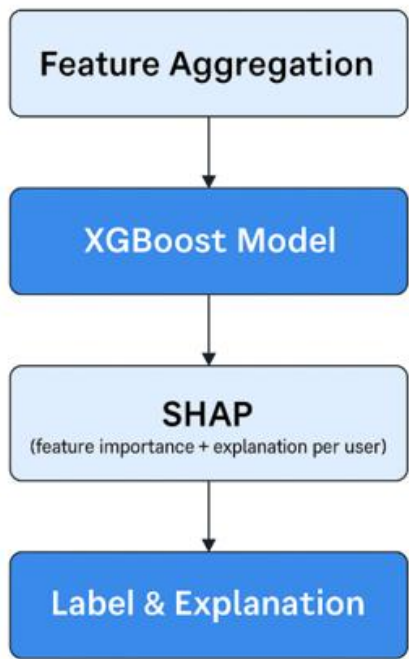 Feature Aggregation
XGBoost Model
SHAP
(feature importance + explanation per user)
Label & Explanation